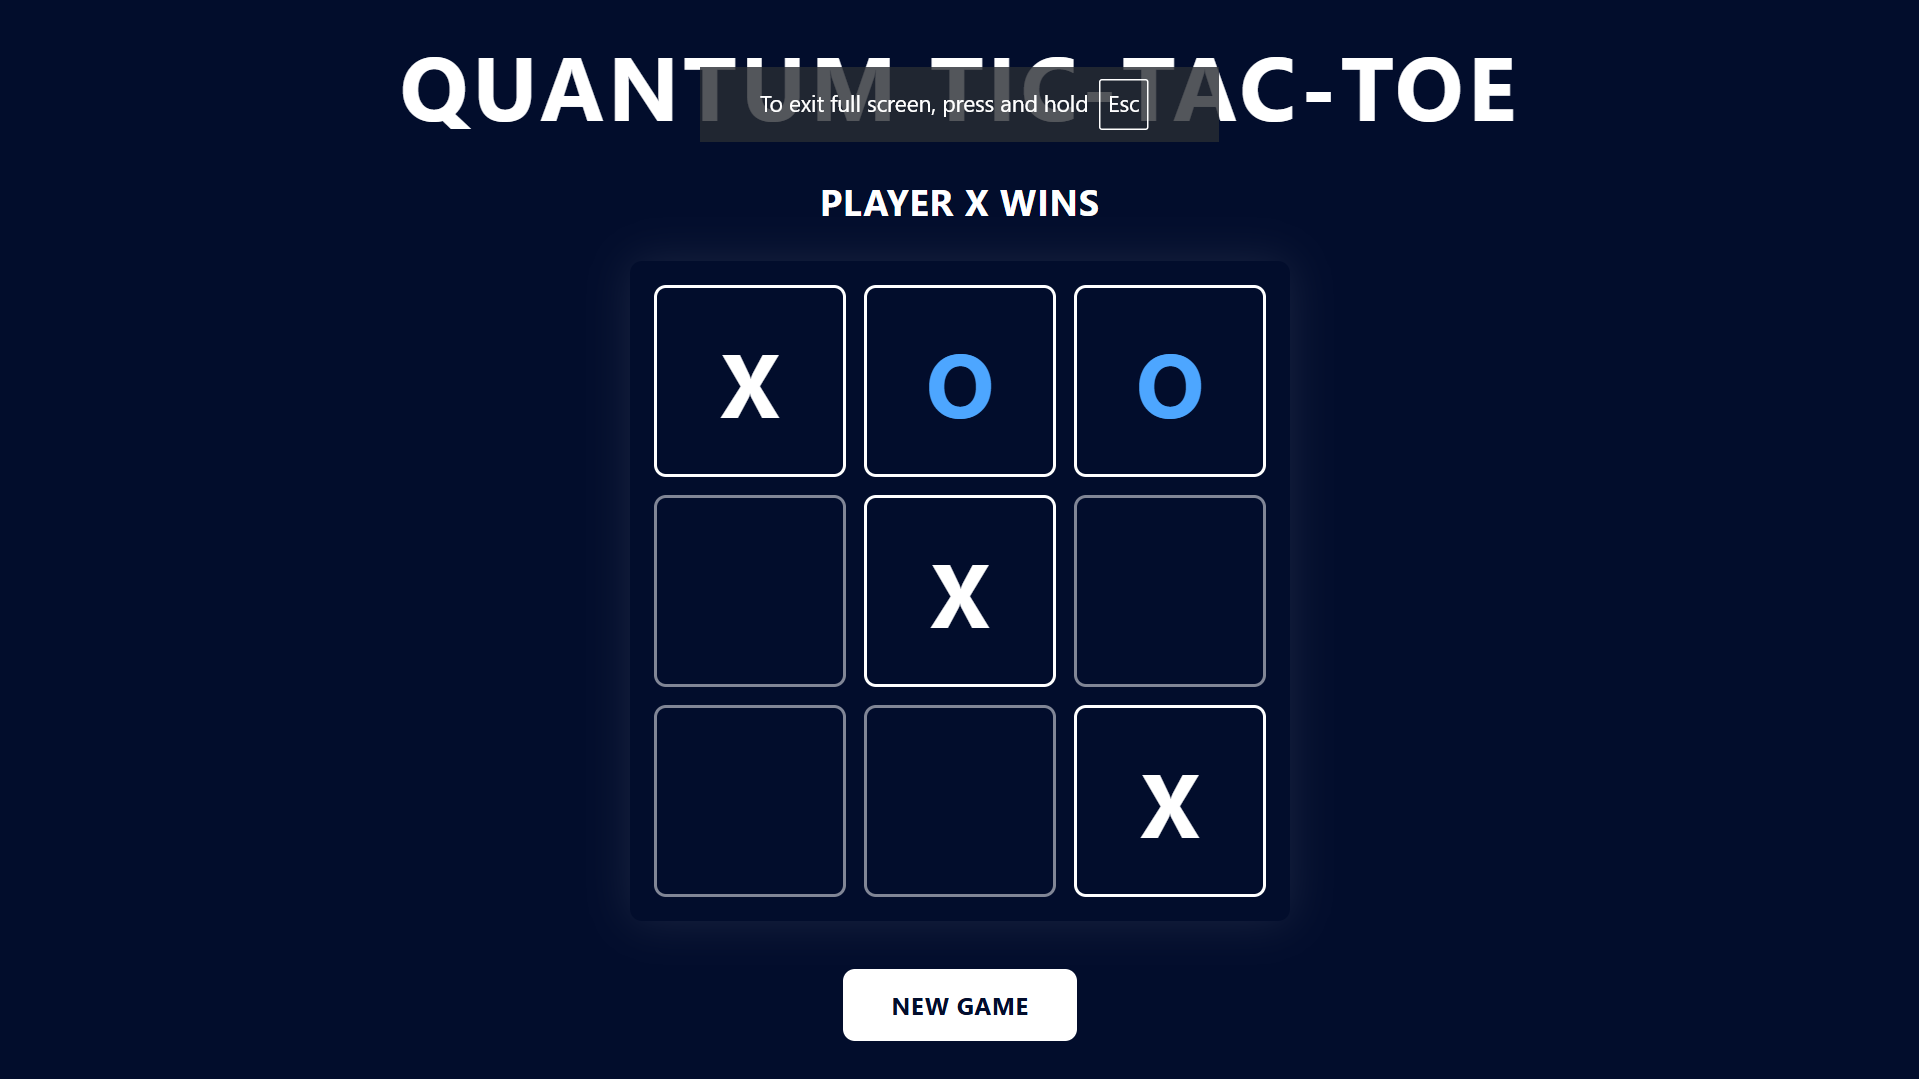 QUANTUM TIC-TAC-TOE
To exit full screen, press and hold Esc
PLAYER X WINS
X O O
X
X
NEW GAME